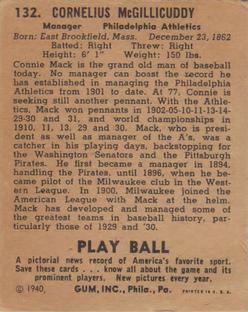 132. CORNELIUS McGILLICUDDY
Manager Philadelphia Athletics
Born: East Brookfield, Mass. December 23, 1862
Batted: Right Threw: Right
Height: 6' 1" Weight: 150 lbs.
Connie Mack is the grand old man of baseball
today. No manager can boast the record he
has established in managing the Philadelphia
Athletics from 1901 to date. At 77. With the Athle-
tics, Mack won pennants in 1902-05-10-11-13-14-
29-30 and 31, and world championships in
1910, 11, 13, 29 and 30. Mack, who is pres-
ident as well as manager of the A's, was a
catcher in his playing days, backstopping for
the Washington Senators and the Pittsburg
Pirates. He first became a manager in 1894,
handling the Pirates, until 1896, when he be-
came pilot of the Milwaukee club in the West-
ern League. In 1900, Milwaukee joined the
American League with Mack at the helm.
Mack has developed and managed some of
the greatest teams in baseball history, par-
ticularly those of 1929 and '30.
PLAY BALL
A pictorial news record of America's favorite sport.
Save these cards . . . know all about the game and its
prominent players. New pictures every year.
© 1940, GUM, INC., Phila., Pa. PRINTED IN U. S. A.